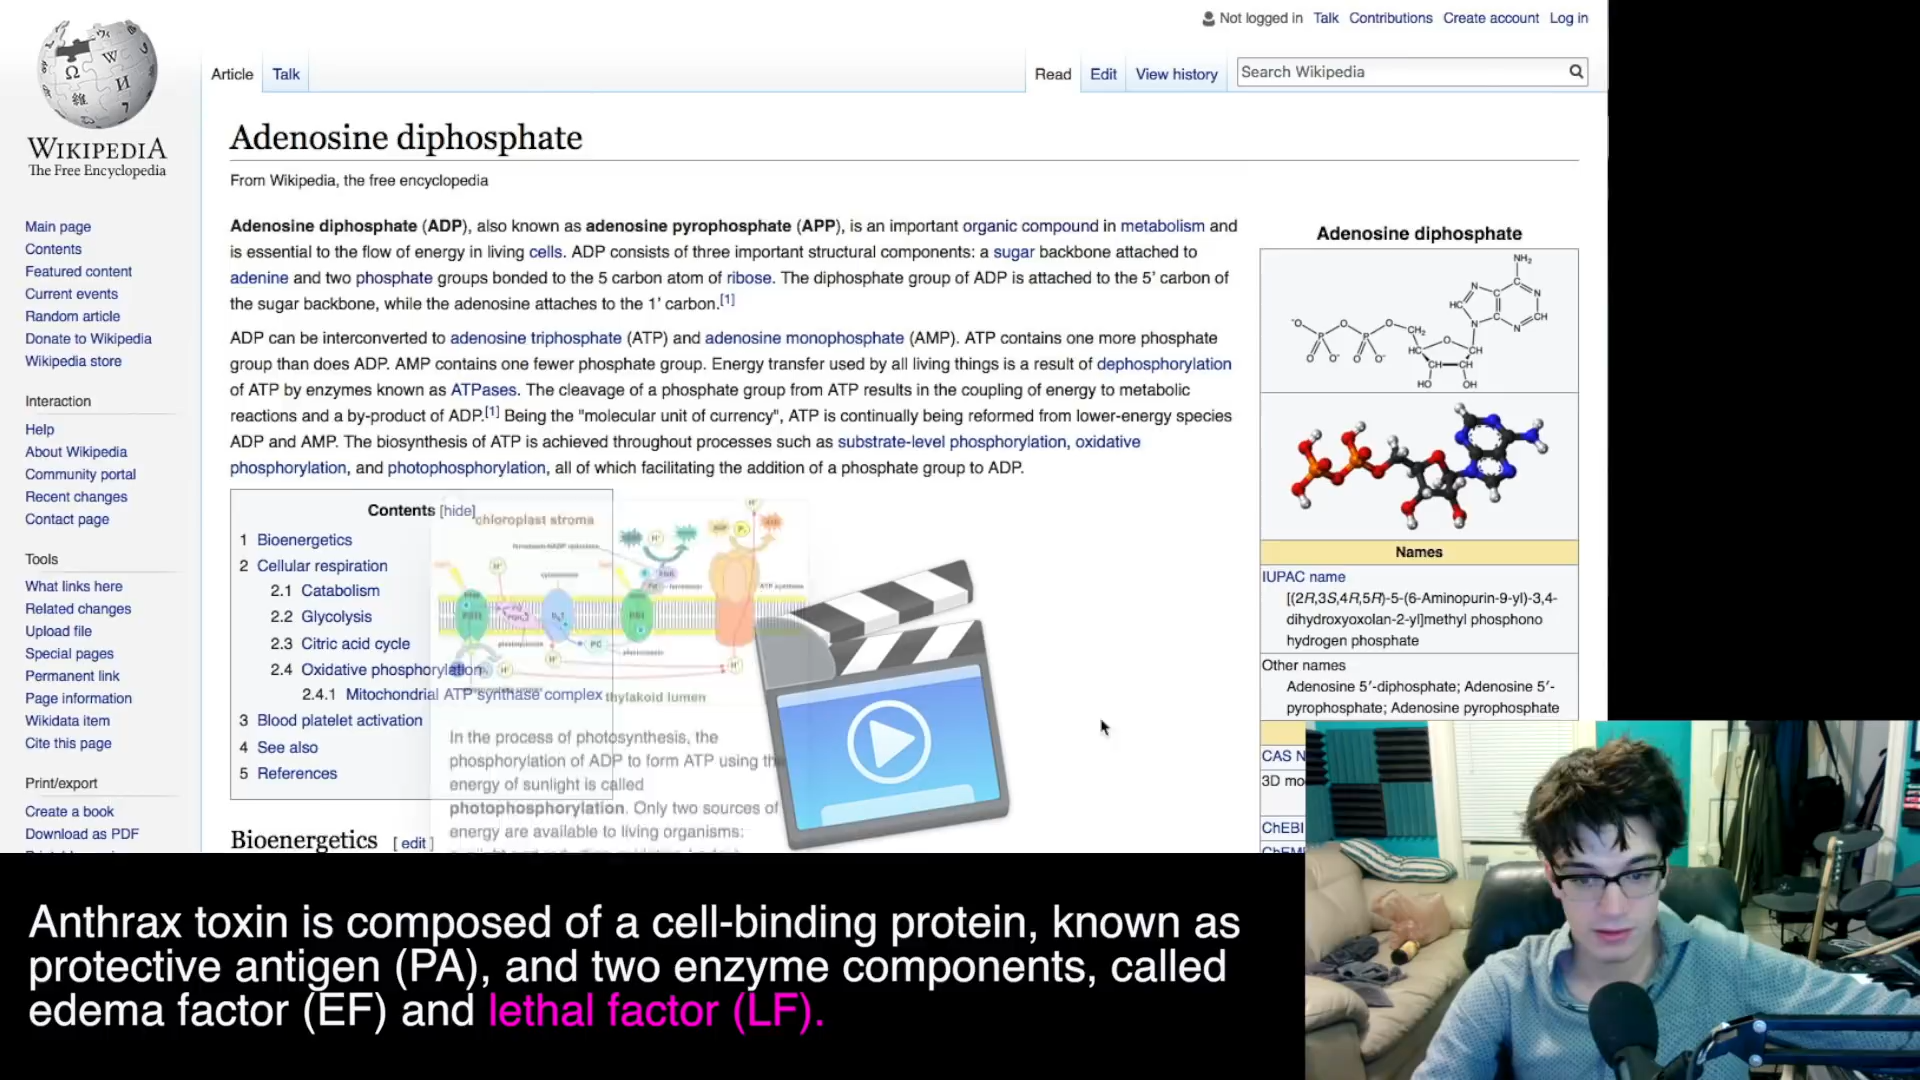 Not logged in Talk Contributions Create account Log in
Article Talk Read Edit View history Search Wikipedia
WIKIPEDIA
The Free Encyclopedia
Main page
Contents
Featured content
Current events
Random article
Donate to Wikipedia
Wikipedia store
Interaction
Help
About Wikipedia
Community portal
Recent changes
Contact page
Tools
What links here
Related changes
Upload file
Special pages
Permanent link
Page information
Wikidata item
Cite this page
Print/export
Create a book
Download as PDF
Adenosine diphosphate
From Wikipedia, the free encyclopedia
Adenosine diphosphate (ADP), also known as adenosine pyrophosphate (APP), is an important organic compound in metabolism and
is essential to the flow of energy in living cells. ADP consists of three important structural components: a sugar backbone attached to
adenine and two phosphate groups bonded to the 5 carbon atom of ribose. The diphosphate group of ADP is attached to the 5' carbon of
the sugar backbone, while the adenosine attaches to the 1' carbon.[1]
ADP can be interconverted to adenosine triphosphate (ATP) and adenosine monophosphate (AMP). ATP contains one more phosphate
group than does ADP. AMP contains one fewer phosphate group. Energy transfer used by all living things is a result of dephosphorylation
of ATP by enzymes known as ATPases. The cleavage of a phosphate group from ATP results in the coupling of energy to metabolic
reactions and a by-product of ADP.[1] Being the "molecular unit of currency", ATP is continually being reformed from lower-energy species
ADP and AMP. The biosynthesis of ATP is achieved throughout processes such as substrate-level phosphorylation, oxidative
phosphorylation, and photophosphorylation, all of which facilitating the addition of a phosphate group to ADP.
Contents [hide]
1 Bioenergetics
2 Cellular respiration
2.1 Catabolism
2.2 Glycolysis
2.3 Citric acid cycle
2.4 Oxidative phosphorylation
2.4.1 Mitochondrial ATP synthase complex
3 Blood platelet activation
4 See also
5 References
chloroplast stroma
thylakoid lumen
In the process of photosynthesis, the
phosphorylation of ADP to form ATP using the
energy of sunlight is called
photophosphorylation. Only two sources of
energy are available to living organisms:
Bioenergetics [ edit ]
Adenosine diphosphate
Names
IUPAC name
[(2R,3S,4R,5R)-5-(6-Aminopurin-9-yl)-3,4-
dihydroxyoxolan-2-yl]methyl phosphono
hydrogen phosphate
Other names
Adenosine 5′-diphosphate; Adenosine 5′-
pyrophosphate; Adenosine pyrophosphate
CAS N
3D mo
ChEBI
Anthrax toxin is composed of a cell-binding protein, known as
protective antigen (PA), and two enzyme components, called
edema factor (EF) and lethal factor (LF).